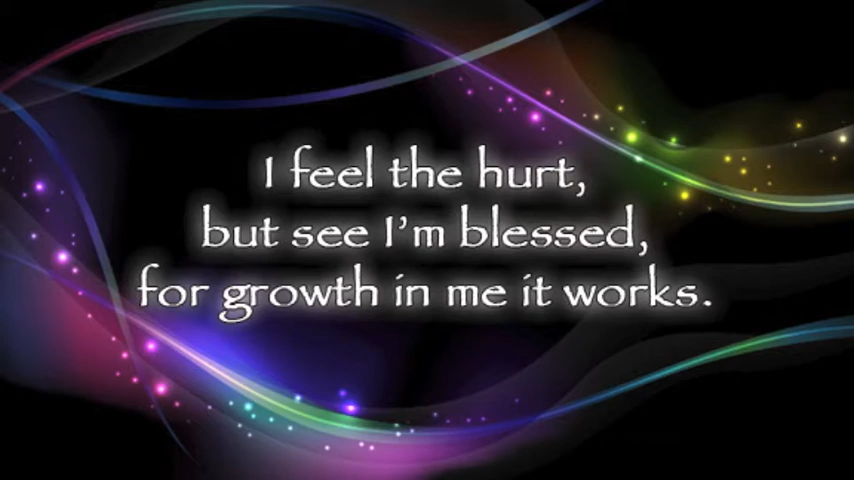 I feel the hurt,
but see I'm blessed,
for growth in me it works.